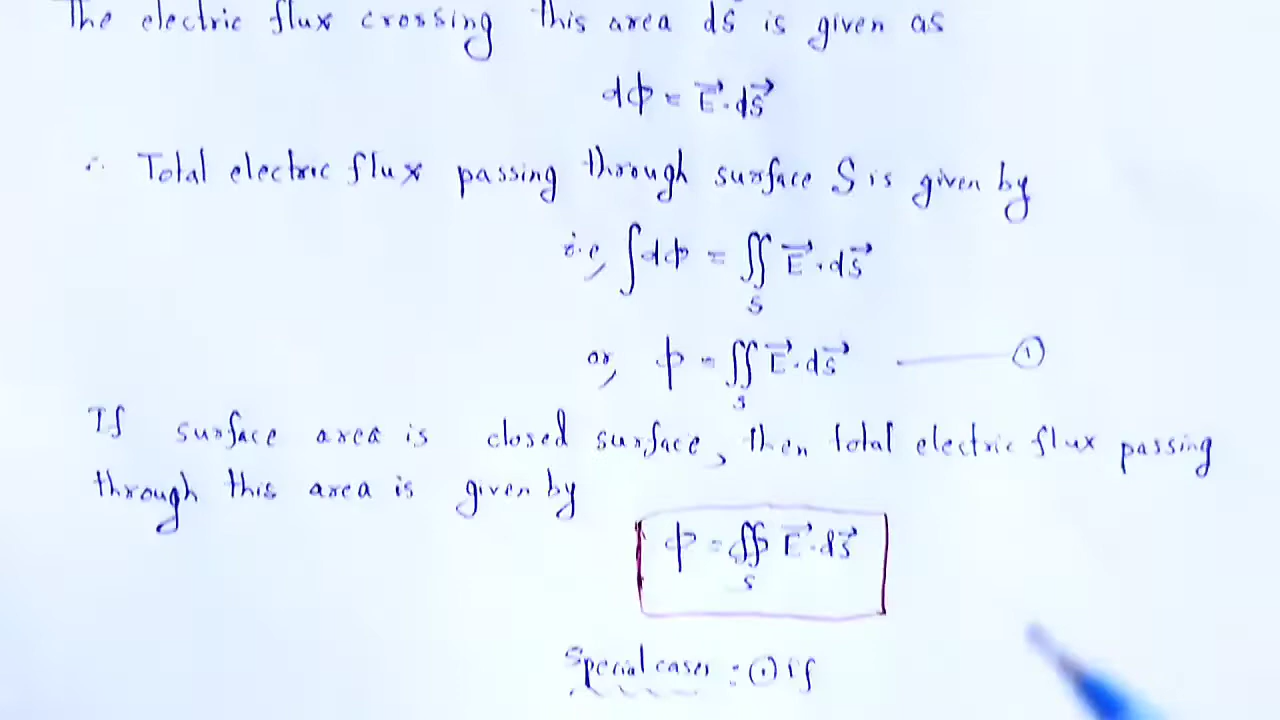 The electric flux crossing this area ds is given as
dϕ = E⃗.ds⃗
∴ Total electric flux passing through surface S is given by
i.e, ∫dϕ = ∬ₛ E⃗.ds⃗
or, ϕ = ∬ₛ E⃗.ds⃗ —— ①
If surface area is closed surface, then total electric flux passing
through this area is given by
ϕ = ∯ₛ E⃗.ds⃗
Special cases : ① if